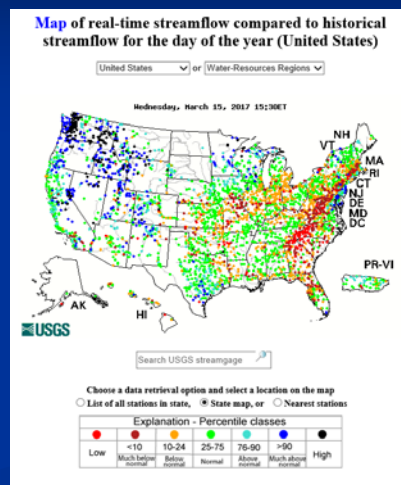 Map of real-time streamflow compared to historical
streamflow for the day of the year (United States)
United States or Water-Resources Regions
Wednesday, March 15, 2017 15:30ET
NH
VT
MA
RI
CT
NJ
DE
MD
DC
PR-VI
AK
HI
USGS
Search USGS streamgage
Choose a data retrieval option and select a location on the map
List of all stations in state, State map, or Nearest stations
Explanation - Percentile classes
Low <10 10-24 25-75 76-90 >90 High
Much below normal Below normal Normal Above normal Much above normal